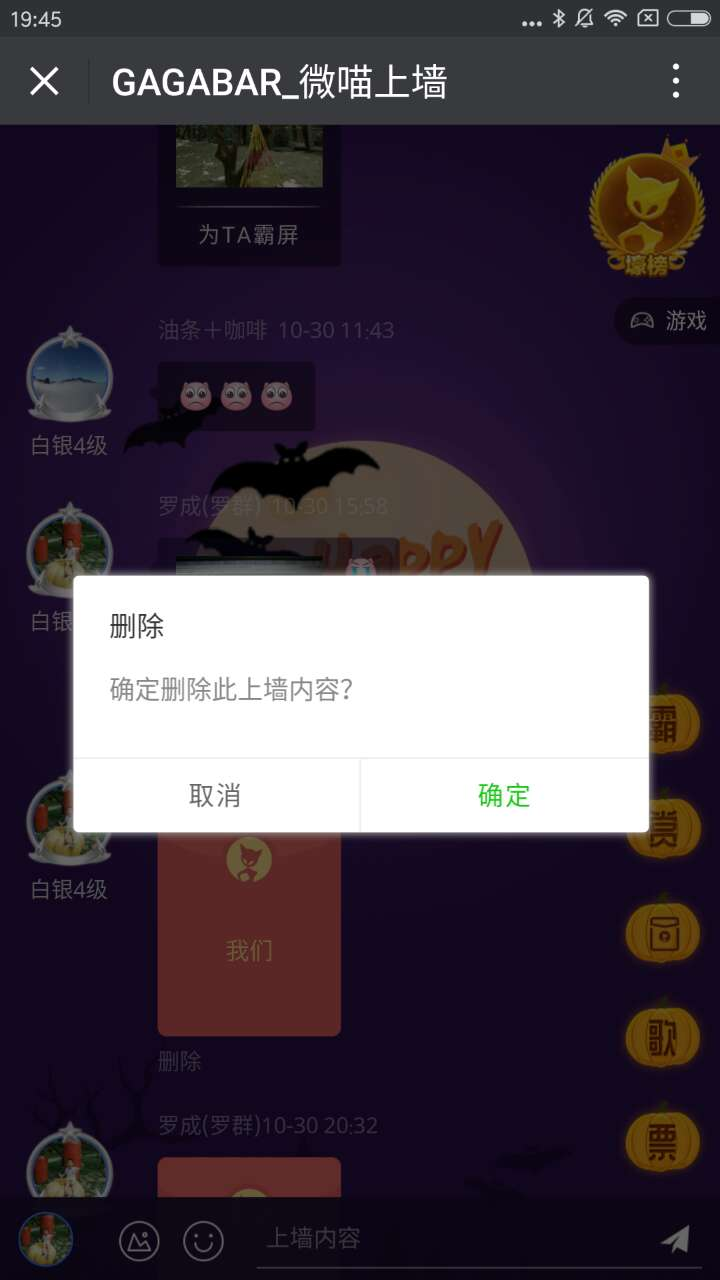 19:45
GAGABAR_微喵上墙
为TA霸屏
壕榜
游戏
油条＋咖啡 10-30 11:43
白银4级
罗成(罗群) 10-30 15:58
HAPPY
白银
删除
确定删除此上墙内容?
取消
确定
霸
赏
白银4级
我们
歌
删除
罗成(罗群)10-30 20:32
票
上墙内容